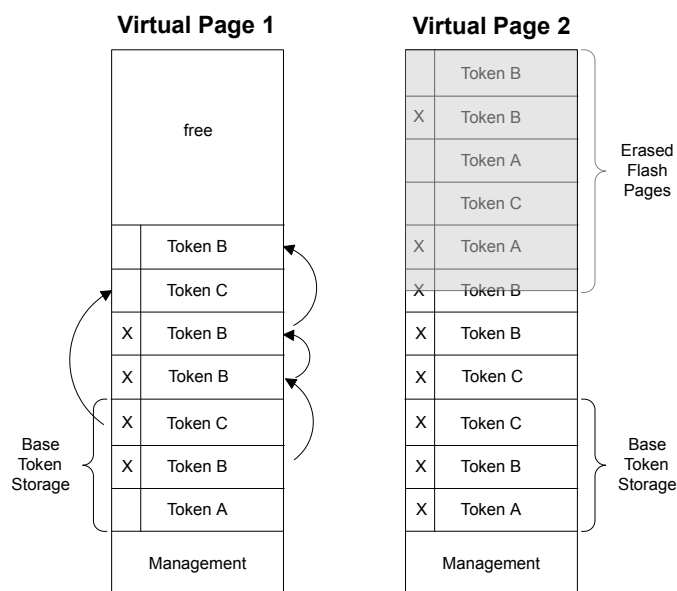 Virtual Page 1
free
Token B
Token C
X Token B
X Token B
X Token C
X Token B
Token A
Management
Base
Token
Storage
Virtual Page 2
Token B
X Token B
Token A
Token C
X Token A
X Token B
X Token B
X Token C
X Token C
X Token B
X Token A
Management
Erased
Flash
Pages
Base
Token
Storage